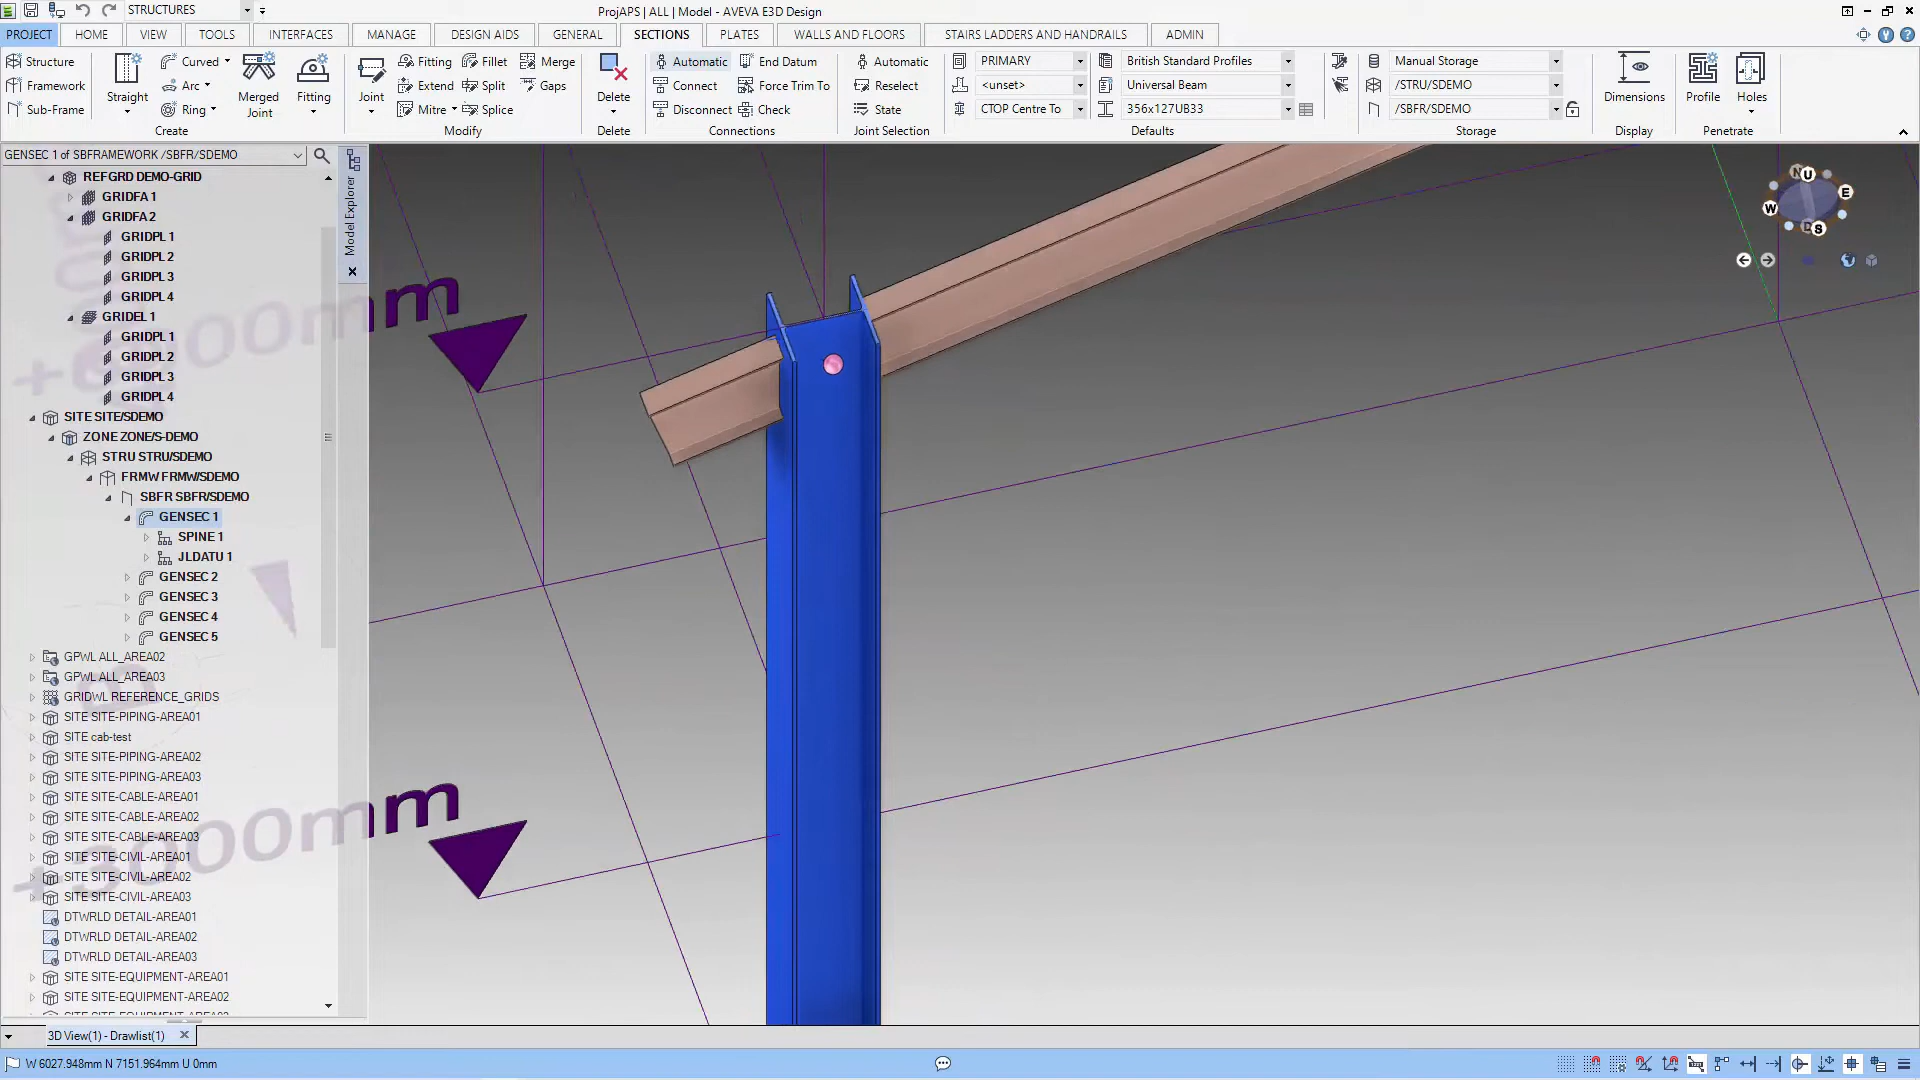 STRUCTURES
ProjAPS | ALL | Model - AVEVA E3D Design
PROJECT HOME VIEW TOOLS INTERFACES MANAGE DESIGN AIDS GENERAL SECTIONS PLATES WALLS AND FLOORS STAIRS LADDERS AND HANDRAILS ADMIN
Structure
Framework
Sub-Frame
Straight
Curved
Arc
Ring
Merged Joint
Fitting
Create
Joint
Fitting
Extend
Mitre
Fillet
Split
Splice
Merge
Gaps
Modify
Delete
Delete
Automatic
Connect
Disconnect
End Datum
Force Trim To
Check
Connections
Automatic
Reselect
State
Joint Selection
PRIMARY
<unset>
CTOP Centre To
British Standard Profiles
Universal Beam
356x127UB33
Defaults
Manual Storage
/STRU/SDEMO
/SBFR/SDEMO
Storage
Dimensions
Display
Profile
Holes
Penetrate
GENSEC 1 of SBFRAMEWORK /SBFR/SDEMO
Model Explorer
REFGRD DEMO-GRID
GRIDFA 1
GRIDFA 2
GRIDPL 1
GRIDPL 2
GRIDPL 3
GRIDPL 4
GRIDEL 1
GRIDPL 1
GRIDPL 2
GRIDPL 3
GRIDPL 4
SITE SITE/SDEMO
ZONE ZONE/S-DEMO
STRU STRU/SDEMO
FRMW FRMW/SDEMO
SBFR SBFR/SDEMO
GENSEC 1
SPINE 1
JLDATU 1
GENSEC 2
GENSEC 3
GENSEC 4
GENSEC 5
GPWL ALL_AREA02
GPWL ALL_AREA03
GRIDWL REFERENCE_GRIDS
SITE SITE-PIPING-AREA01
SITE cab-test
SITE SITE-PIPING-AREA02
SITE SITE-PIPING-AREA03
SITE SITE-CABLE-AREA01
SITE SITE-CABLE-AREA02
SITE SITE-CABLE-AREA03
SITE SITE-CIVIL-AREA01
SITE SITE-CIVIL-AREA02
SITE SITE-CIVIL-AREA03
DTWRLD DETAIL-AREA01
DTWRLD DETAIL-AREA02
DTWRLD DETAIL-AREA03
SITE SITE-EQUIPMENT-AREA01
SITE SITE-EQUIPMENT-AREA02
+6000mm
+3000mm
B
N
U
E
W
D
S
3D View(1) - Drawlist(1)
W 6027.948mm N 7151.964mm U 0mm